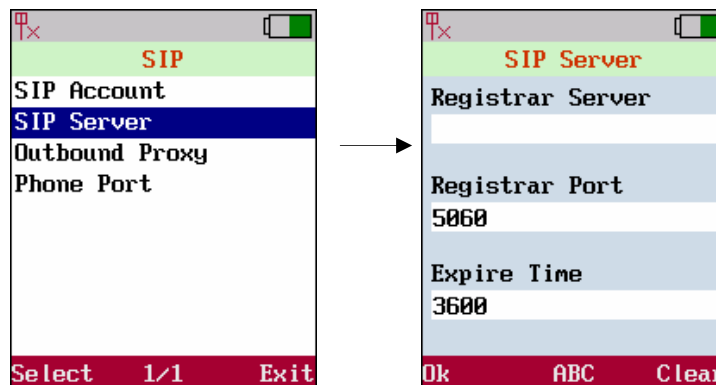 SIP
SIP Account
SIP Server
Outbound Proxy
Phone Port
Select 1/1 Exit
SIP Server
Registrar Server
Registrar Port
5060
Expire Time
3600
Ok ABC Clear